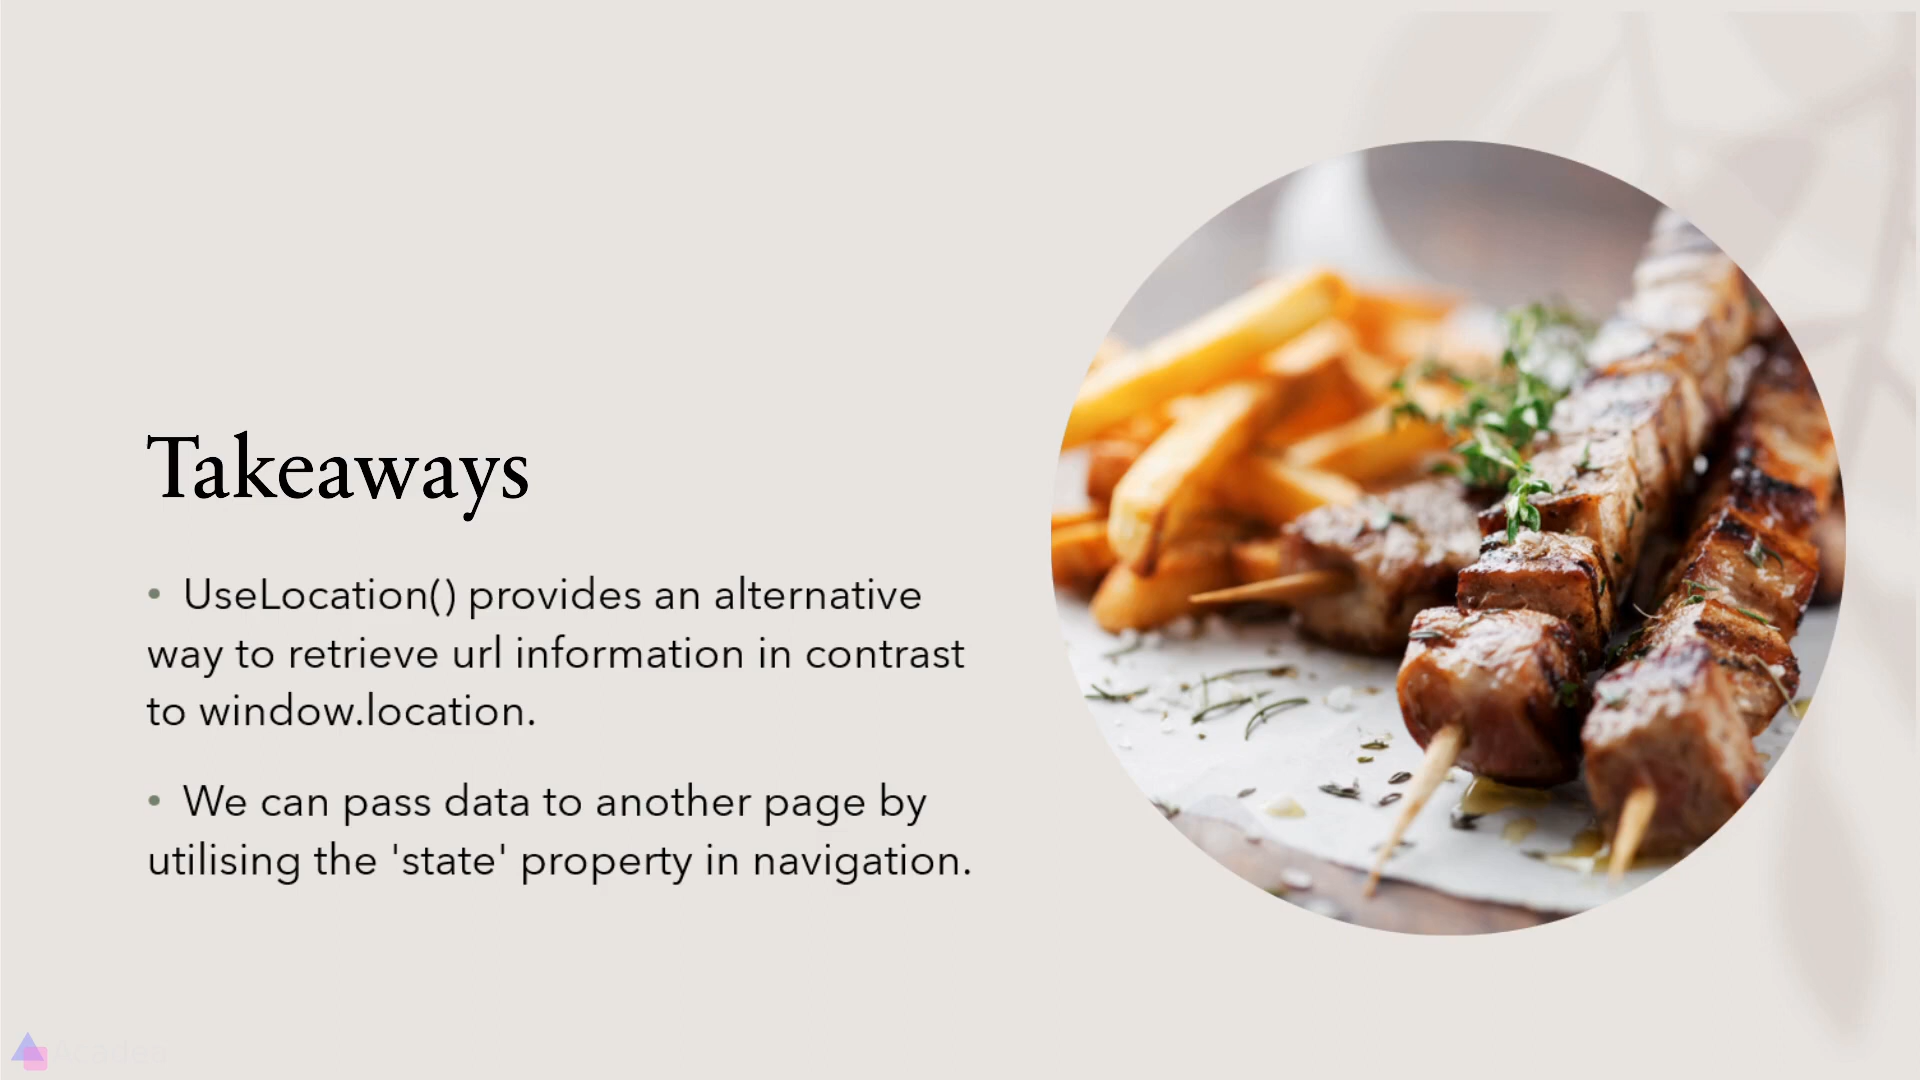 Takeaways
• UseLocation() provides an alternative
way to retrieve url information in contrast
to window.location.
• We can pass data to another page by
utilising the 'state' property in navigation.
Acadea